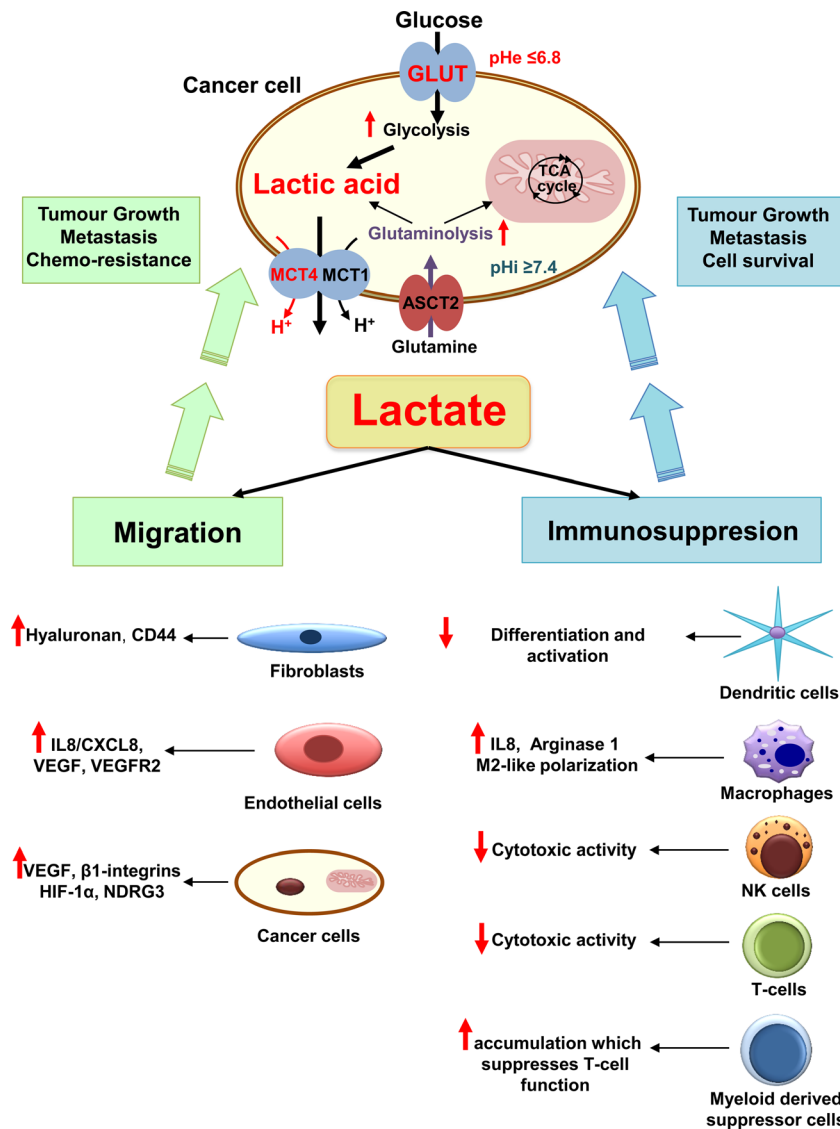 Glucose
pHe ≤6.8
GLUT
Cancer cell
Glycolysis
Lactic acid
TCA
cycle
Glutaminolysis
pHi ≥7.4
MCT4
MCT1
ASCT2
H+
H+
Glutamine
Tumour Growth
Metastasis
Chemo-resistance
Tumour Growth
Metastasis
Cell survival
Lactate
Migration
Immunosuppresion
Hyaluronan, CD44
Fibroblasts
IL8/CXCL8,
VEGF, VEGFR2
Endothelial cells
VEGF, β1-integrins
HIF-1α, NDRG3
Cancer cells
Differentiation and
activation
Dendritic cells
IL8, Arginase 1
M2-like polarization
Macrophages
Cytotoxic activity
NK cells
Cytotoxic activity
T-cells
accumulation which
suppresses T-cell
function
Myeloid derived
suppressor cells